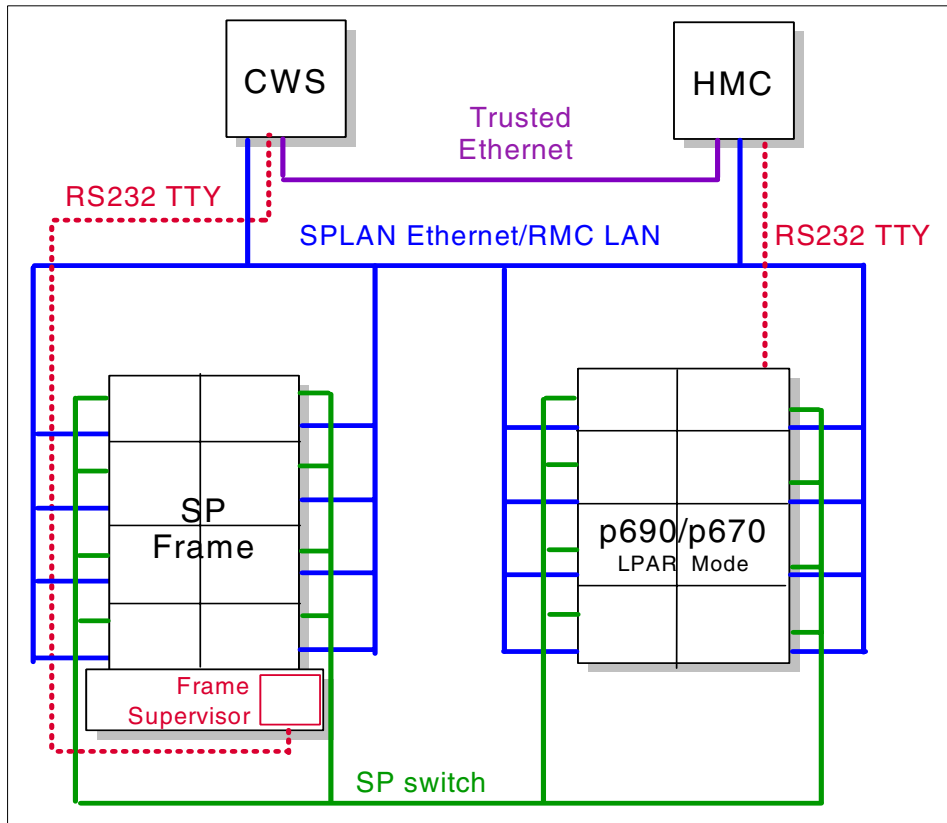 CWS
HMC
Trusted
Ethernet
RS232 TTY
SPLAN Ethernet/RMC LAN
RS232 TTY
SP
Frame
p690/p670
LPAR Mode
Frame
Supervisor
SP switch